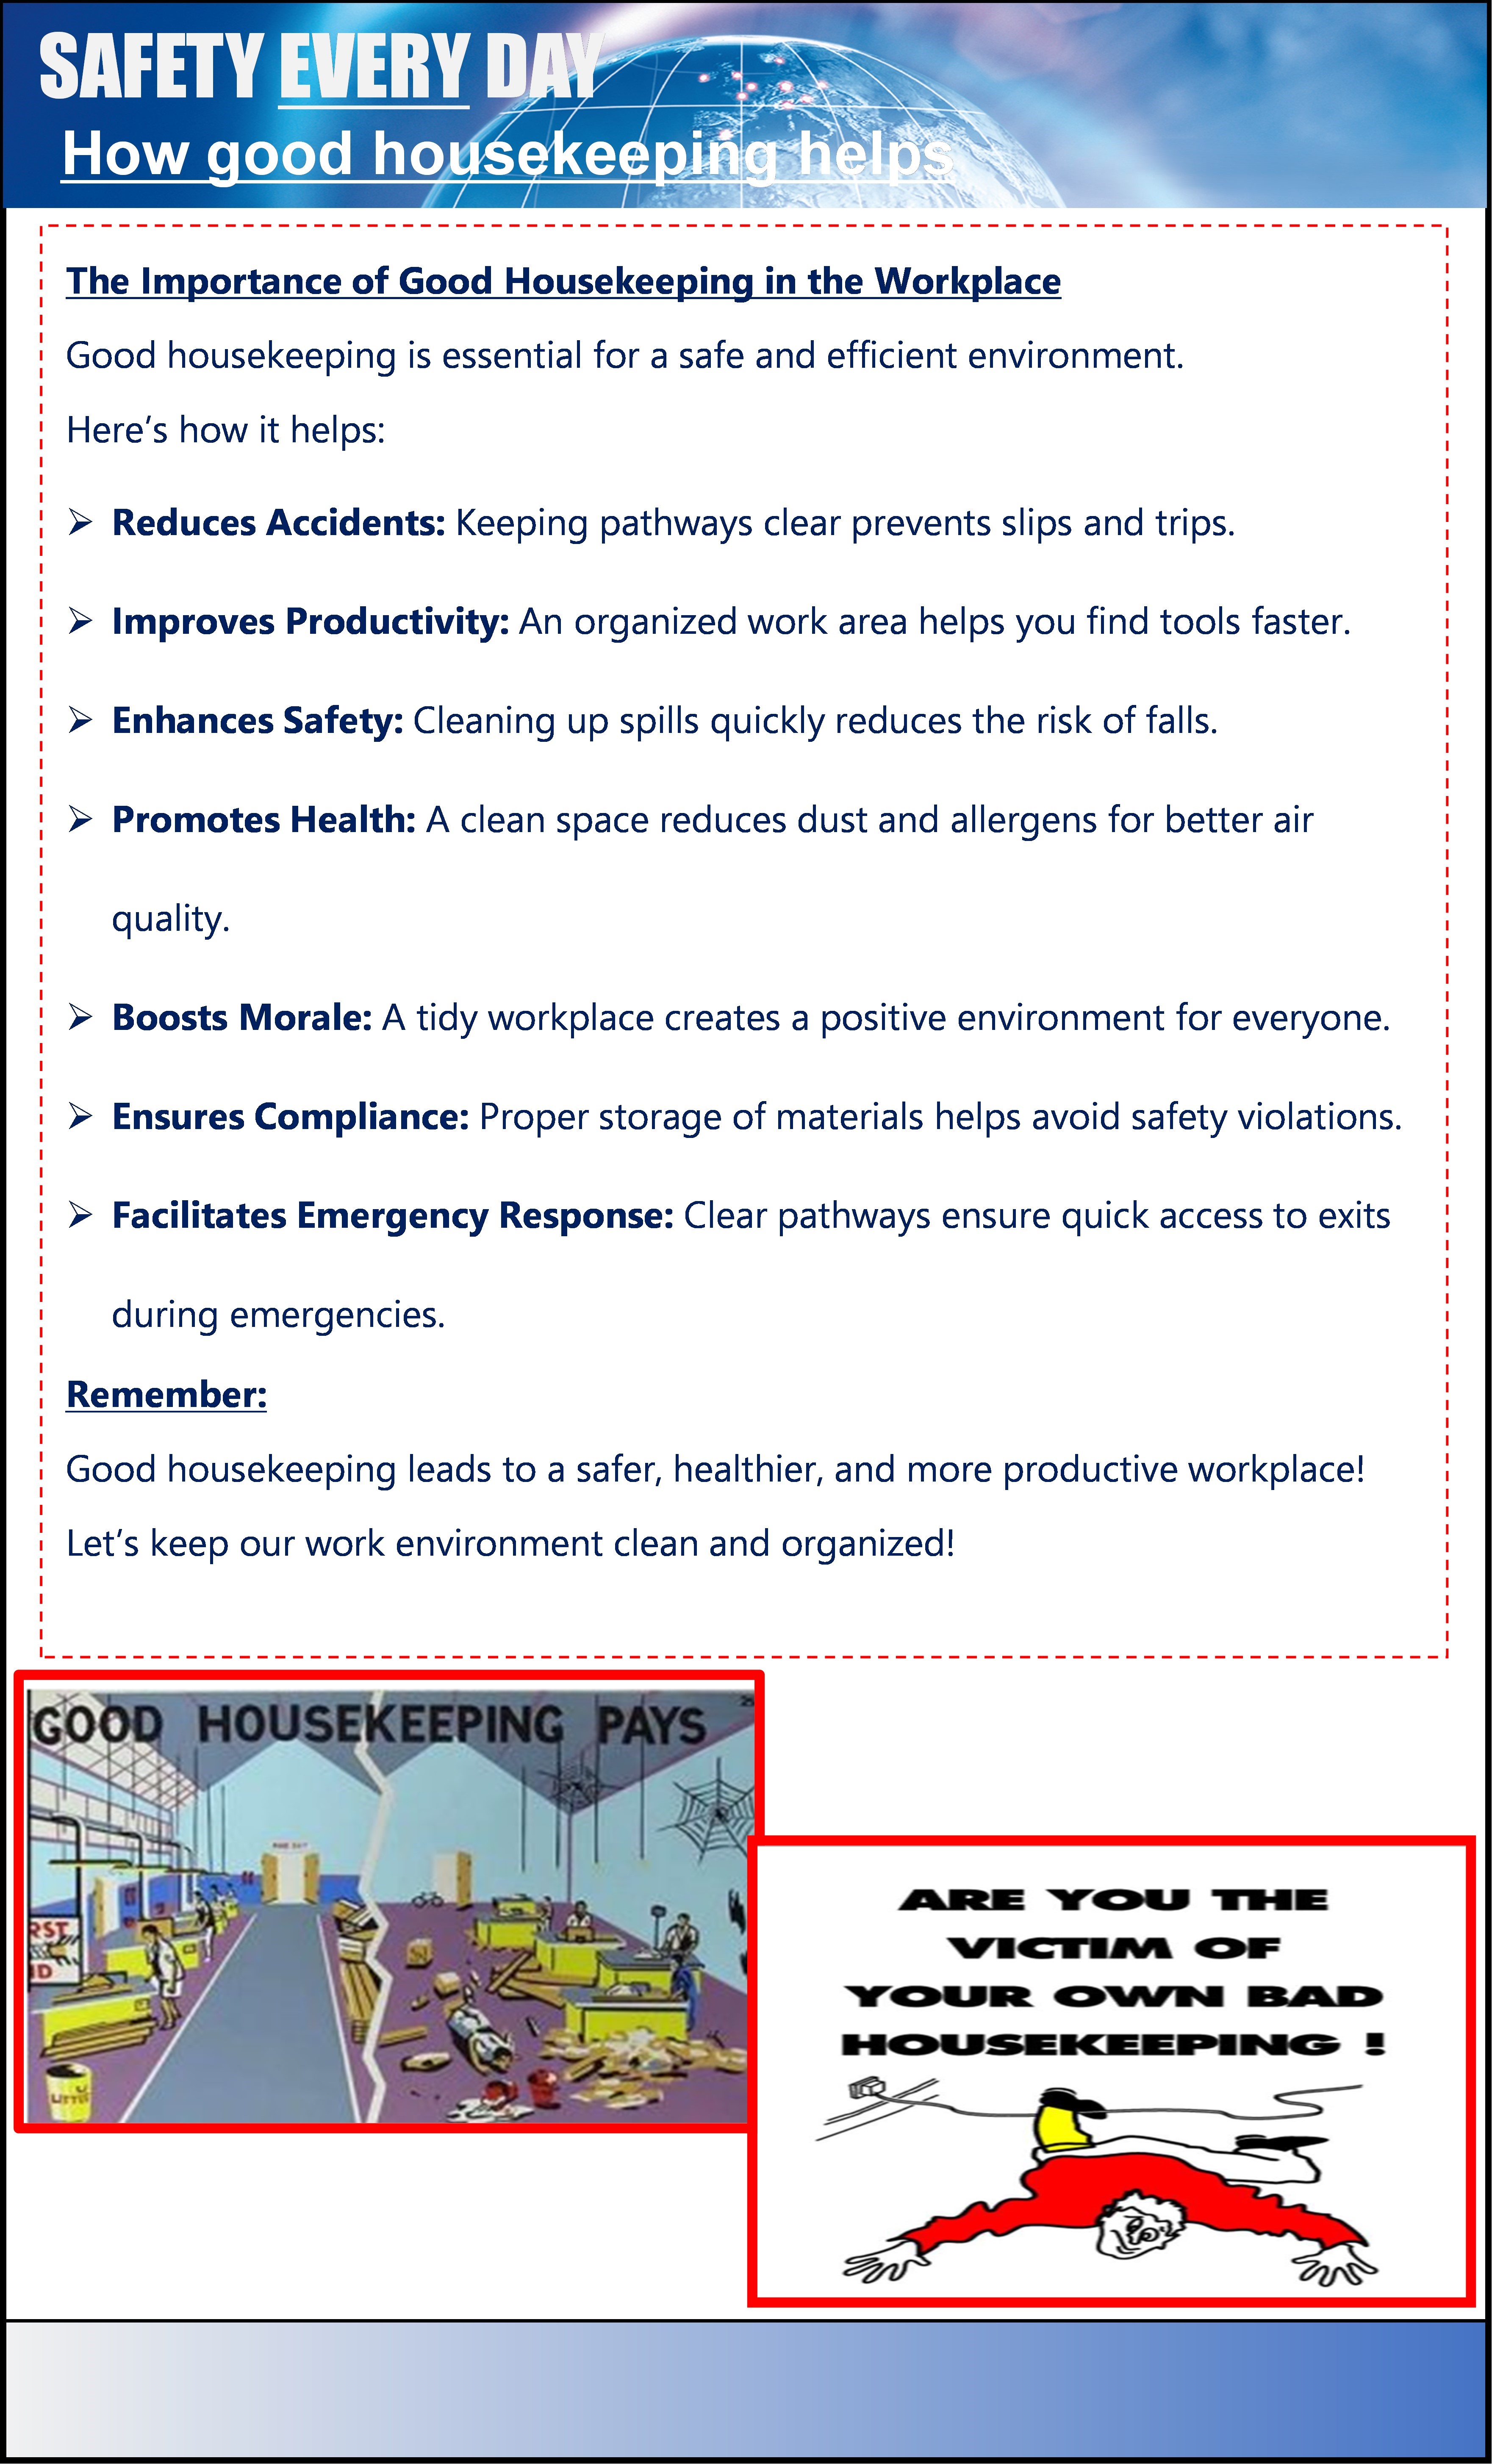 SAFETY EVERY DAY
How good housekeeping helps
The Importance of Good Housekeeping in the Workplace
Good housekeeping is essential for a safe and efficient environment.
Here’s how it helps:
➢ Reduces Accidents: Keeping pathways clear prevents slips and trips.
➢ Improves Productivity: An organized work area helps you find tools faster.
➢ Enhances Safety: Cleaning up spills quickly reduces the risk of falls.
➢ Promotes Health: A clean space reduces dust and allergens for better air
quality.
➢ Boosts Morale: A tidy workplace creates a positive environment for everyone.
➢ Ensures Compliance: Proper storage of materials helps avoid safety violations.
➢ Facilitates Emergency Response: Clear pathways ensure quick access to exits
during emergencies.
Remember:
Good housekeeping leads to a safer, healthier, and more productive workplace!
Let’s keep our work environment clean and organized!
GOOD HOUSEKEEPING PAYS
RST
ID
ARE YOU THE
VICTIM OF
YOUR OWN BAD
HOUSEKEEPING !